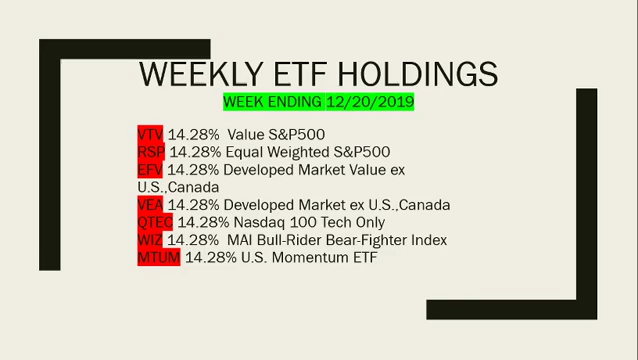 WEEKLY ETF HOLDINGS
WEEK ENDING 12/20/2019
VTV 14.28% Value S&P500
RSP 14.28% Equal Weighted S&P500
EFV 14.28% Developed Market Value ex
U.S.,Canada
VEA 14.28% Developed Market ex U.S.,Canada
QTEC 14.28% Nasdaq 100 Tech Only
WIZ 14.28% MAI Bull-Rider Bear-Fighter Index
MTUM 14.28% U.S. Momentum ETF